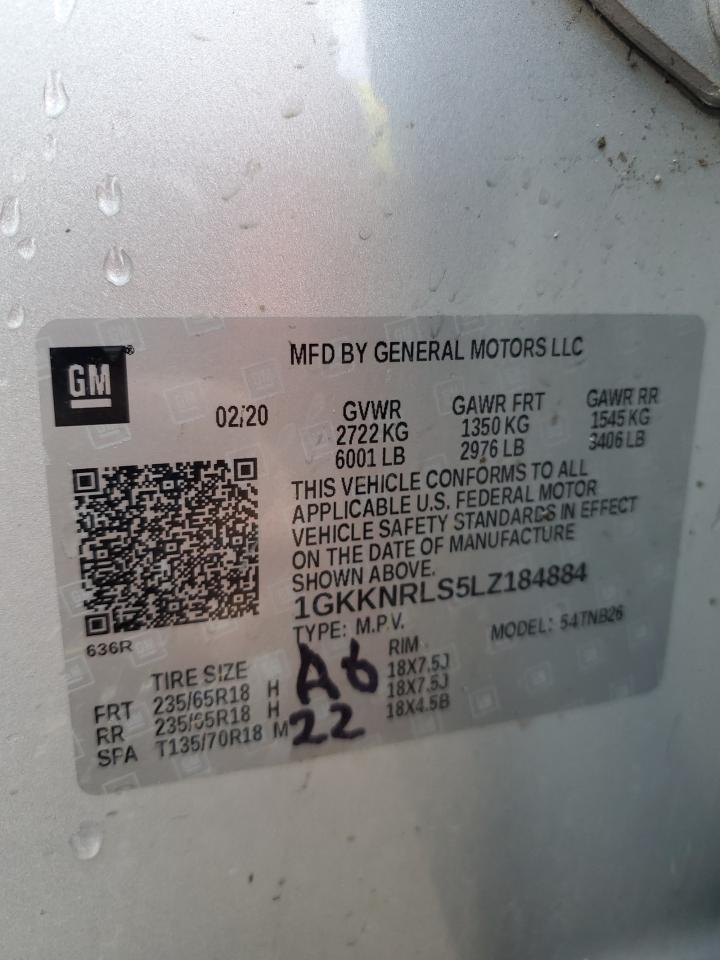 GM
MFD BY GENERAL MOTORS LLC
02/20
GVWR
2722 KG
6001 LB
GAWR FRT
1350 KG
2976 LB
GAWR RR
1545 KG
3406 LB
THIS VEHICLE CONFORMS TO ALL
APPLICABLE U.S. FEDERAL MOTOR
VEHICLE SAFETY STANDARDS IN EFFECT
ON THE DATE OF MANUFACTURE
SHOWN ABOVE.
1GKKNRLS5LZ184884
TYPE: M.P.V. MODEL: 54TNB26
636R
TIRE SIZE RIM
FRT 235/65R18 H 18X7.5J
RR 235/65R18 H 18X7.5J
SPA T135/70R18 M 18X4.5B
A6
22